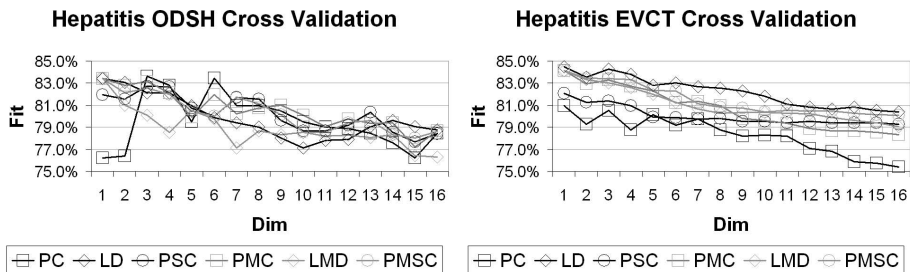 Hepatitis ODSH Cross Validation
85.0%
83.0%
81.0%
79.0%
77.0%
75.0%
Fit
1 2 3 4 5 6 7 8 9 10 11 12 13 14 15 16
Dim
PC LD PSC PMC LMD PMSC
Hepatitis EVCT Cross Validation
85.0%
83.0%
81.0%
79.0%
77.0%
75.0%
Fit
1 2 3 4 5 6 7 8 9 10 11 12 13 14 15 16
Dim
PC LD PSC PMC LMD PMSC